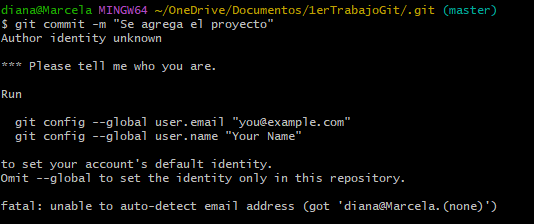 diana@Marcela MINGW64 ~/OneDrive/Documentos/1erTrabajoGit/.git (master)
$ git commit -m "Se agrega el proyecto"
Author identity unknown
*** Please tell me who you are.
Run
git config --global user.email "you@example.com"
git config --global user.name "Your Name"
to set your account's default identity.
Omit --global to set the identity only in this repository.
fatal: unable to auto-detect email address (got 'diana@Marcela.(none)')